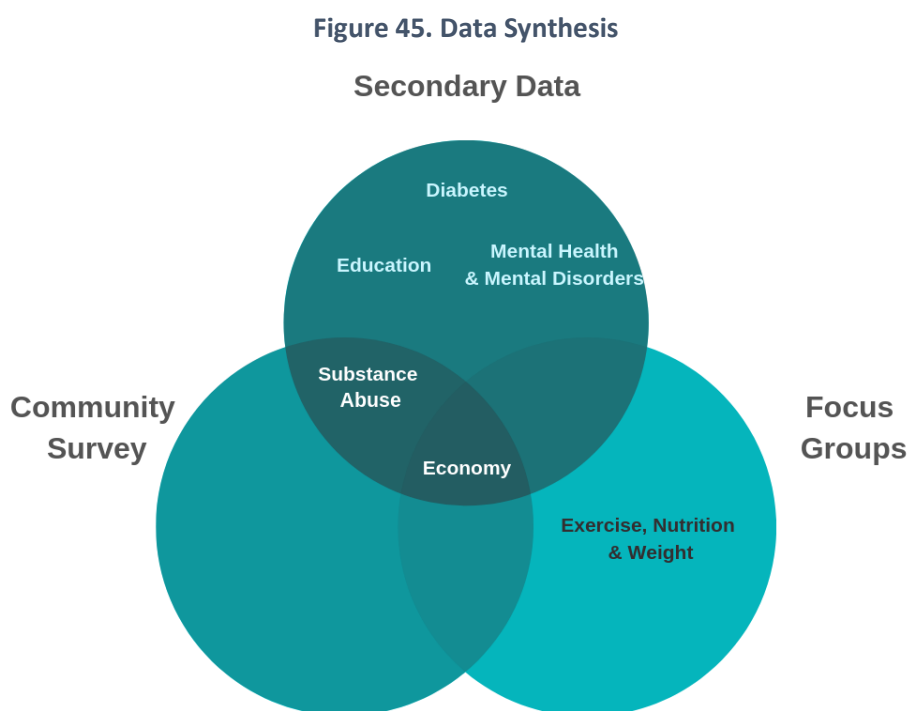 Figure 45. Data Synthesis
Secondary Data
Diabetes
Education
Mental Health
& Mental Disorders
Substance
Abuse
Community
Survey
Focus
Groups
Economy
Exercise, Nutrition
& Weight